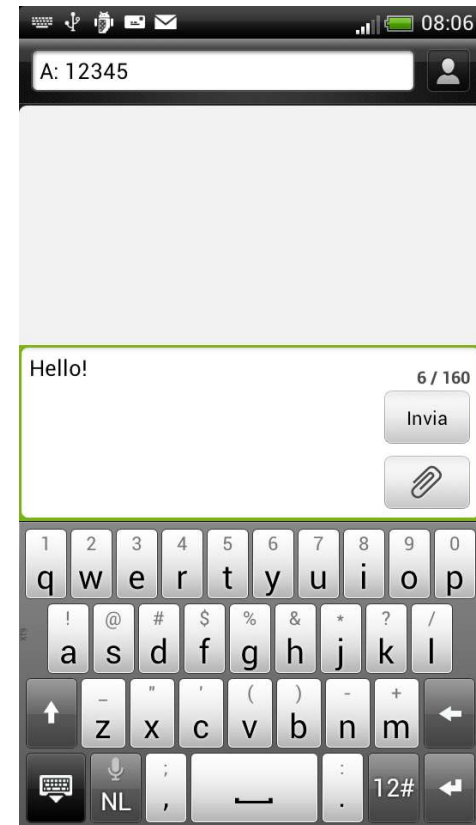 08:06
A: 12345
Hello!
6 / 160
Invia
1 2 3 4 5 6 7 8 9 0
q w e r t y u i o p
! @ # $ % & * ? /
a s d f g h j k l
_ " ' ( ) - +
z x c v b n m
; :
NL , . 12#